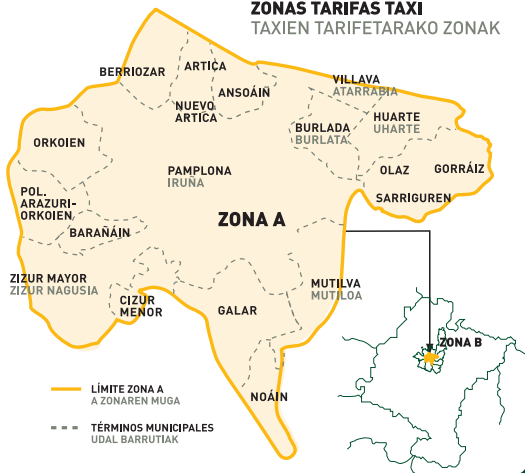 ZONAS TARIFAS TAXI
TAXIEN TARIFETARAKO ZONAK
BERRIOZAR
ARTICA
ANSOÁIN
NUEVO
ARTICA
VILLAVA
ATARRABIA
HUARTE
UHARTE
BURLADA
BURLATA
ORKOIEN
OLAZ
GORRÁIZ
PAMPLONA
IRUÑA
SARRIGUREN
POL.
ARAZURI-
ORKOIEN
ZONA A
BARAÑÁIN
ZIZUR MAYOR
ZIZUR NAGUSIA
MUTILVA
MUTILOA
CIZUR
MENOR
GALAR
ZONA B
NOÁIN
LÍMITE ZONA A
A ZONAREN MUGA
TÉRMINOS MUNICIPALES
UDAL BARRUTIAK